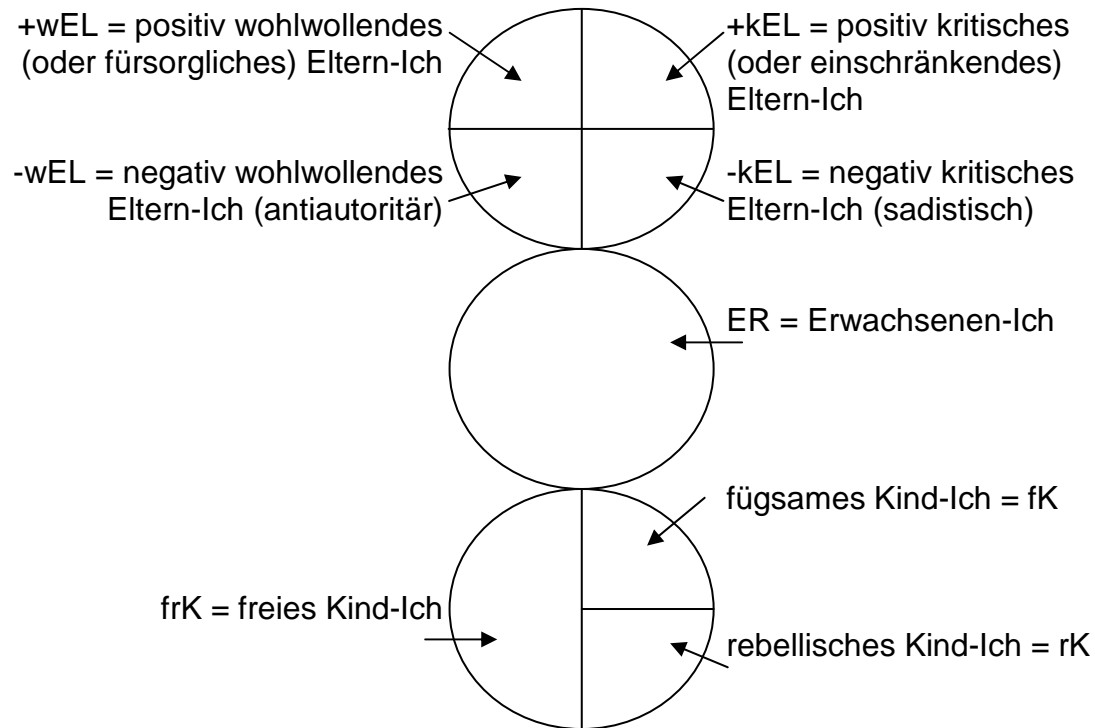 +wEL = positiv wohlwollendes
(oder fürsorgliches) Eltern-Ich
+kEL = positiv kritisches
(oder einschränkendes)
Eltern-Ich
-wEL = negativ wohlwollendes
Eltern-Ich (antiautoritär)
-kEL = negativ kritisches
Eltern-Ich (sadistisch)
ER = Erwachsenen-Ich
fügsames Kind-Ich = fK
frK = freies Kind-Ich
rebellisches Kind-Ich = rK